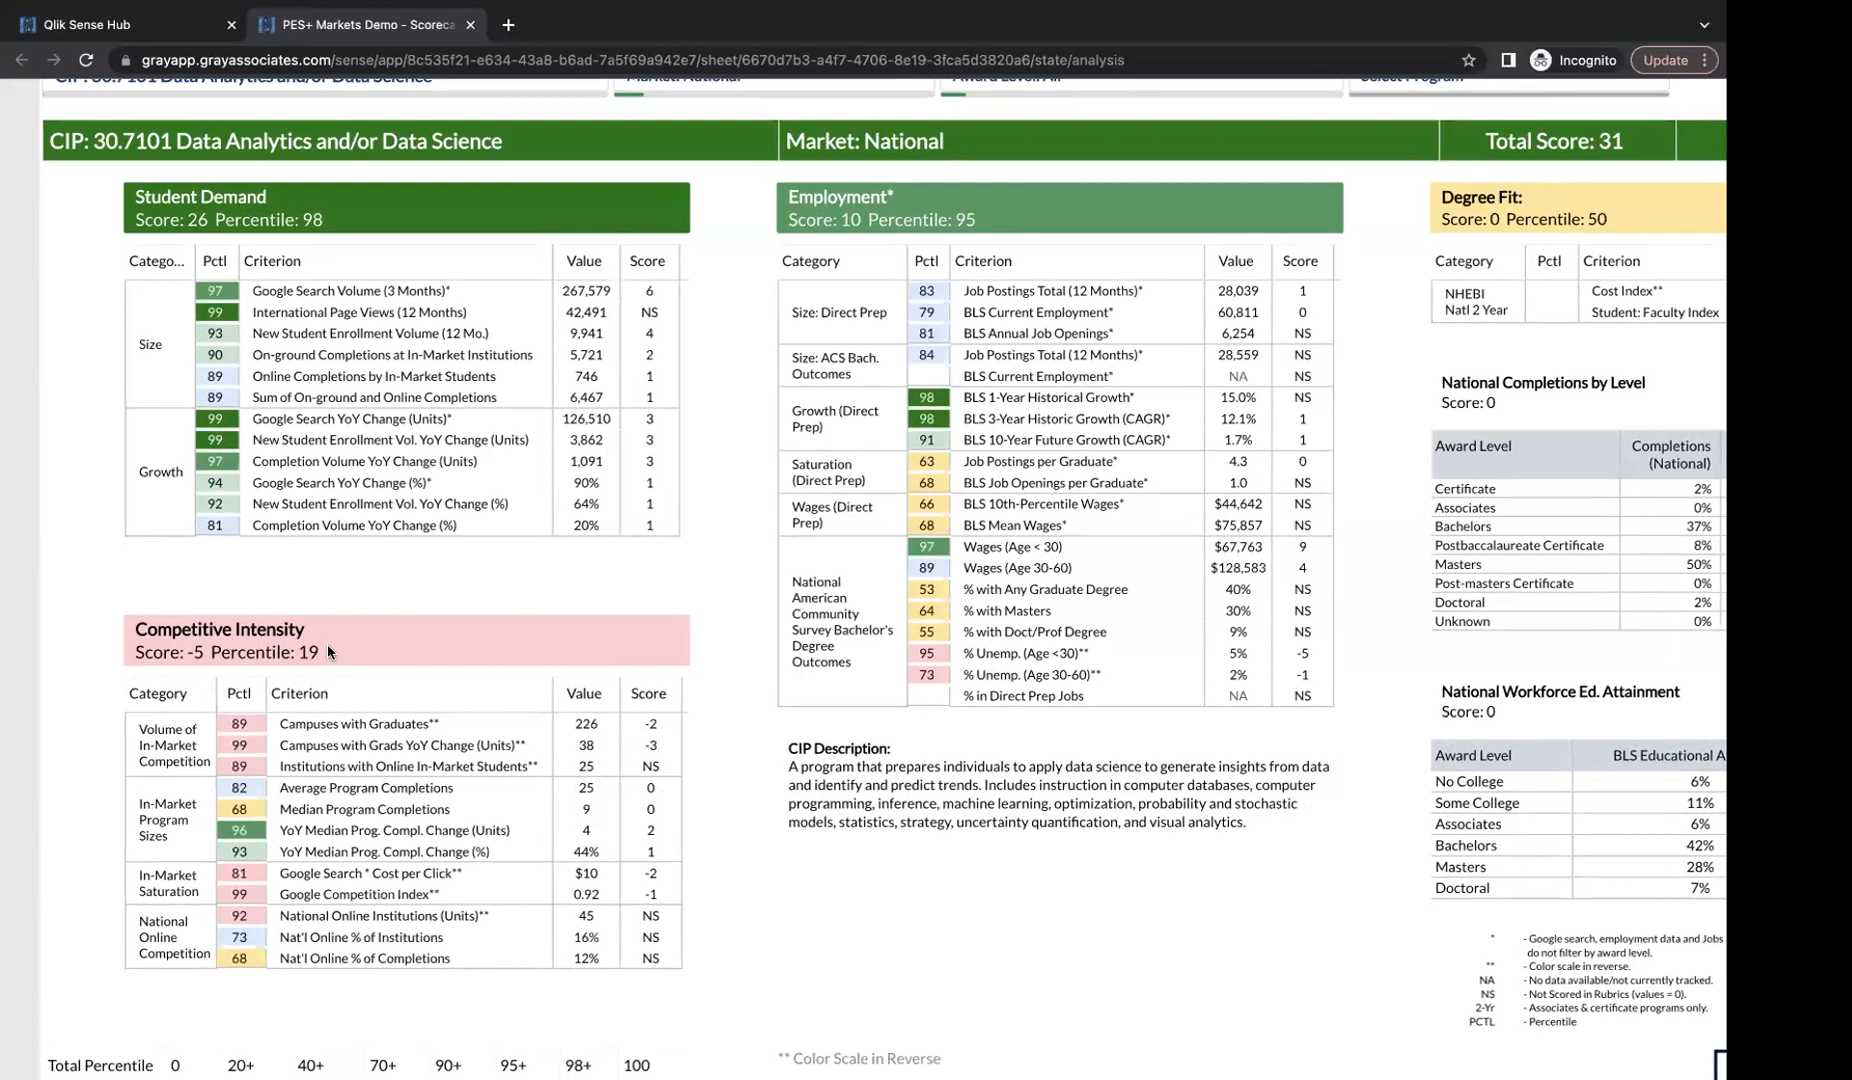 Qlik Sense Hub
PES+ Markets Demo - Scoreca
grayapp.grayassociates.com/sense/app/8c535f21-e634-43a8-b6ad-7a5f69a942e7/sheet/6670d7b3-a4f7-4706-8e19-3fca5d3820a6/state/analysis
Incognito
Update
CIP: 30.7101 Data Analytics and/or Data Science
Market: National
Total Score: 31
Student Demand
Score: 26 Percentile: 98
Catego... Pctl Criterion Value Score
Size
97 Google Search Volume (3 Months)* 267,579 6
99 International Page Views (12 Months) 42,491 NS
93 New Student Enrollment Volume (12 Mo.) 9,941 4
90 On-ground Completions at In-Market Institutions 5,721 2
89 Online Completions by In-Market Students 746 1
89 Sum of On-ground and Online Completions 6,467 1
Growth
99 Google Search YoY Change (Units)* 126,510 3
99 New Student Enrollment Vol. YoY Change (Units) 3,862 3
97 Completion Volume YoY Change (Units) 1,091 3
94 Google Search YoY Change (%)* 90% 1
92 New Student Enrollment Vol. YoY Change (%) 64% 1
81 Completion Volume YoY Change (%) 20% 1
Competitive Intensity
Score: -5 Percentile: 19
Category Pctl Criterion Value Score
Volume of
In-Market
Competition
89 Campuses with Graduates** 226 -2
99 Campuses with Grads YoY Change (Units)** 38 -3
89 Institutions with Online In-Market Students** 25 NS
In-Market
Program
Sizes
82 Average Program Completions 25 0
68 Median Program Completions 9 0
96 YoY Median Prog. Compl. Change (Units) 4 2
93 YoY Median Prog. Compl. Change (%) 44% 1
In-Market
Saturation
81 Google Search * Cost per Click** $10 -2
99 Google Competition Index** 0.92 -1
National
Online
Competition
92 National Online Institutions (Units)** 45 NS
73 Nat'l Online % of Institutions 16% NS
68 Nat'l Online % of Completions 12% NS
Total Percentile 0 20+ 40+ 70+ 90+ 95+ 98+ 100
Employment*
Score: 10 Percentile: 95
Category Pctl Criterion Value Score
Size: Direct Prep
83 Job Postings Total (12 Months)* 28,039 1
79 BLS Current Employment* 60,811 0
81 BLS Annual Job Openings* 6,254 NS
Size: ACS Bach.
Outcomes
84 Job Postings Total (12 Months)* 28,559 NS
BLS Current Employment* NA NS
Growth (Direct
Prep)
98 BLS 1-Year Historical Growth* 15.0% NS
98 BLS 3-Year Historic Growth (CAGR)* 12.1% 1
91 BLS 10-Year Future Growth (CAGR)* 1.7% 1
Saturation
(Direct Prep)
63 Job Postings per Graduate* 4.3 0
68 BLS Job Openings per Graduate* 1.0 NS
Wages (Direct
Prep)
66 BLS 10th-Percentile Wages* $44,642 NS
68 BLS Mean Wages* $75,857 NS
National
American
Community
Survey Bachelor's
Degree
Outcomes
97 Wages (Age < 30) $67,763 9
89 Wages (Age 30-60) $128,583 4
53 % with Any Graduate Degree 40% NS
64 % with Masters 30% NS
55 % with Doct/Prof Degree 9% NS
95 % Unemp. (Age <30)** 5% -5
73 % Unemp. (Age 30-60)** 2% -1
% in Direct Prep Jobs NA NS
CIP Description:
A program that prepares individuals to apply data science to generate insights from data
and identify and predict trends. Includes instruction in computer databases, computer
programming, inference, machine learning, optimization, probability and stochastic
models, statistics, strategy, uncertainty quantification, and visual analytics.
** Color Scale in Reverse
Degree Fit:
Score: 0 Percentile: 50
Category Pctl Criterion
NHEBI
Natl 2 Year
Cost Index**
Student: Faculty Index
National Completions by Level
Score: 0
Award Level Completions
(National)
Certificate 2%
Associates 0%
Bachelors 37%
Postbaccalaureate Certificate 8%
Masters 50%
Post-masters Certificate 0%
Doctoral 2%
Unknown 0%
National Workforce Ed. Attainment
Score: 0
Award Level BLS Educational A
No College 6%
Some College 11%
Associates 6%
Bachelors 42%
Masters 28%
Doctoral 7%
* - Google search, employment data and Jobs
do not filter by award level.
** - Color scale in reverse.
NA - No data available/not currently tracked.
NS - Not Scored in Rubrics (values = 0).
2-Yr - Associates & certificate programs only.
PCTL - Percentile